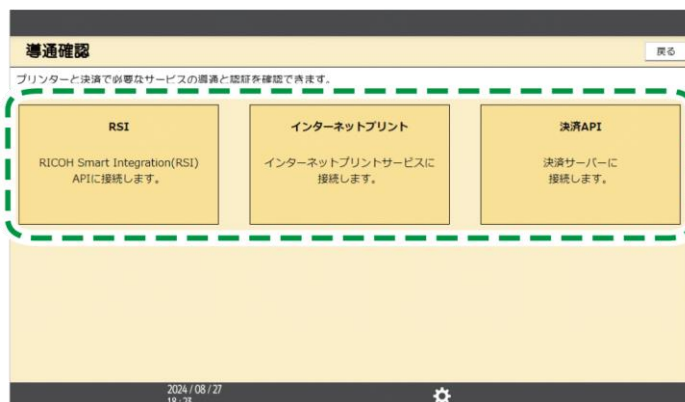 導通確認
戻る
プリンターと決済で必要なサービスの導通と認証を確認できます。
RSI
RICOH Smart Integration(RSI)
APIに接続します。
インターネットプリント
インターネットプリントサービスに
接続します。
決済API
決済サーバーに
接続します。
2024 / 08 / 27
18 : 23